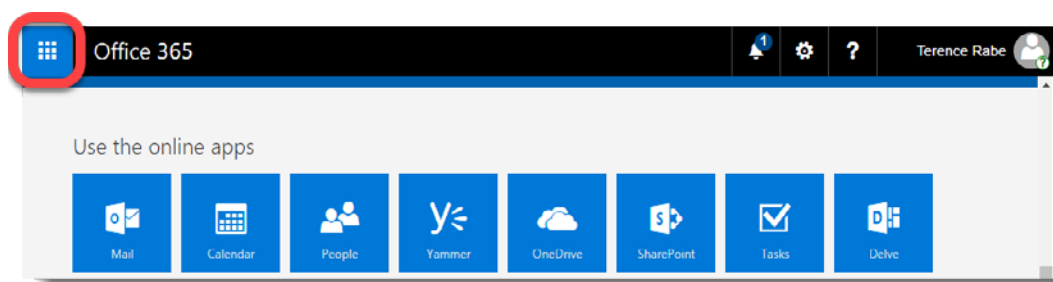 Office 365 1 ? Terence Rabe
Use the online apps
Mail Calendar People Yammer OneDrive SharePoint Tasks Delve